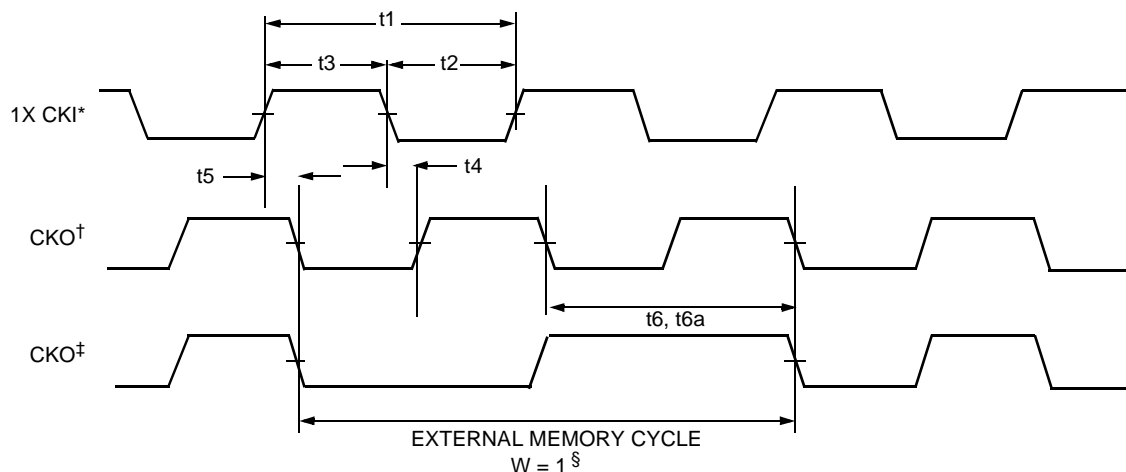 t1
t3
t2
1X CKI*
t5
t4
CKO†
t6, t6a
CKO‡
EXTERNAL MEMORY CYCLE
W = 1§